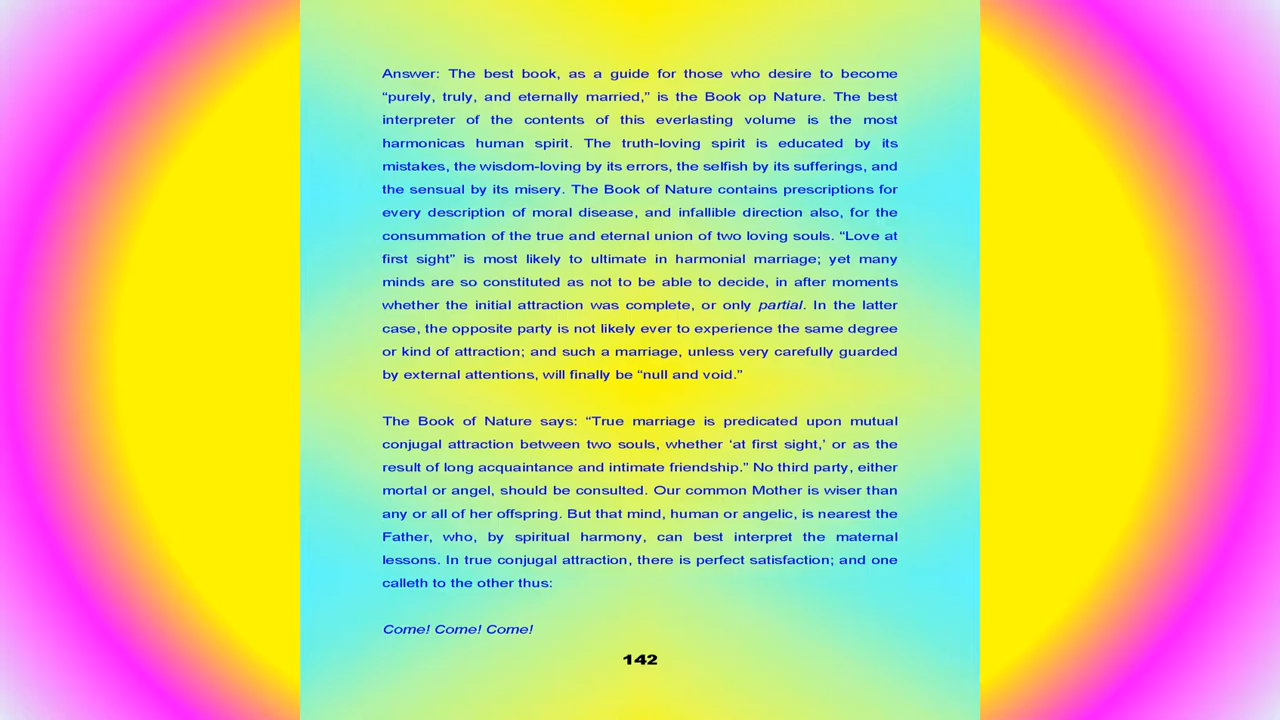 Answer: The best book, as a guide for those who desire to become
“purely, truly, and eternally married,” is the Book op Nature. The best
interpreter of the contents of this everlasting volume is the most
harmonicas human spirit. The truth-loving spirit is educated by its
mistakes, the wisdom-loving by its errors, the selfish by its sufferings, and
the sensual by its misery. The Book of Nature contains prescriptions for
every description of moral disease, and infallible direction also, for the
consummation of the true and eternal union of two loving souls. “Love at
first sight” is most likely to ultimate in harmonial marriage; yet many
minds are so constituted as not to be able to decide, in after moments
whether the initial attraction was complete, or only partial. In the latter
case, the opposite party is not likely ever to experience the same degree
or kind of attraction; and such a marriage, unless very carefully guarded
by external attentions, will finally be “null and void.”
The Book of Nature says: “True marriage is predicated upon mutual
conjugal attraction between two souls, whether ‘at first sight,’ or as the
result of long acquaintance and intimate friendship.” No third party, either
mortal or angel, should be consulted. Our common Mother is wiser than
any or all of her offspring. But that mind, human or angelic, is nearest the
Father, who, by spiritual harmony, can best interpret the maternal
lessons. In true conjugal attraction, there is perfect satisfaction; and one
calleth to the other thus:
Come! Come! Come!
142